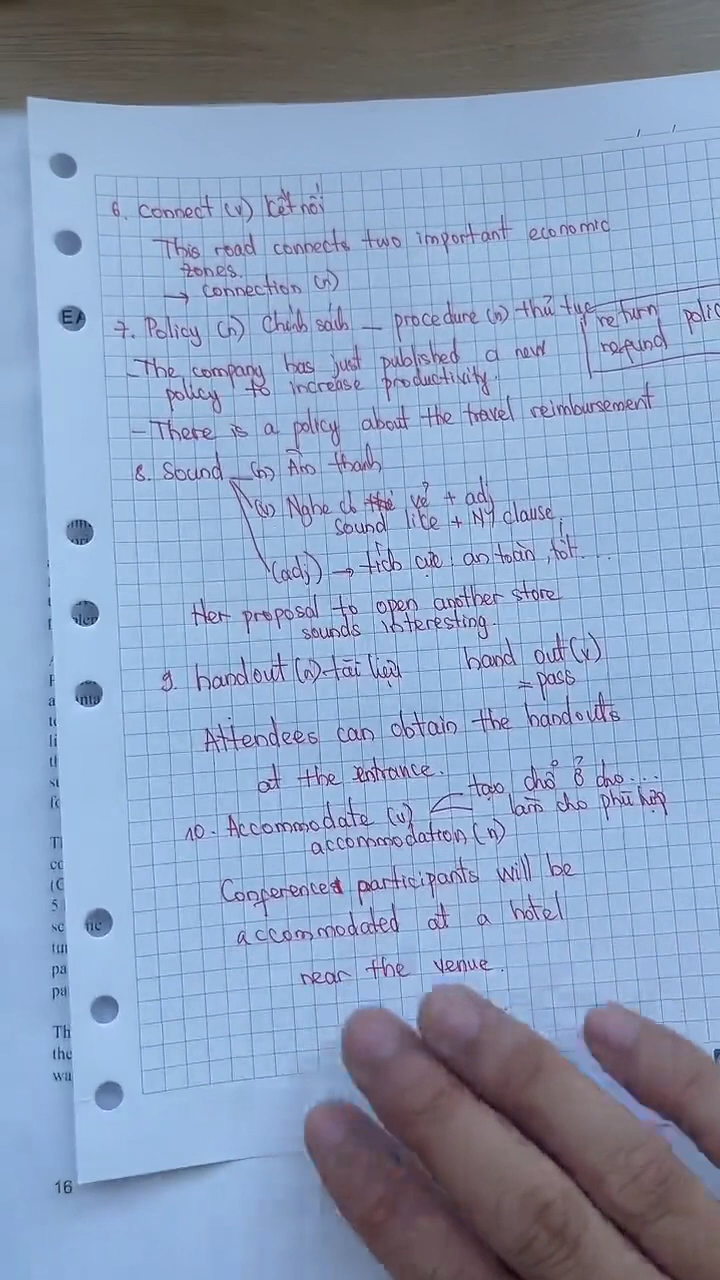 6. Connect (v) kết nối
This road connects two important economic
zones.
→ connection (n)
7. Policy (n) chính sách – procedure (n) thủ tục
return
refund
- The company has just published a new
policy to increase productivity.
- There is a policy about the travel reimbursement
8. Sound (n) Âm thanh
(v) Nghe có vẻ + adj
sound like + N/clause
(adj) → tích cực: an toàn, tốt...
Her proposal to open another store
sounds interesting.
9. handout (n) tài liệu
hand out (v)
= pass
Attendees can obtain the handouts
at the entrance.
10. Accommodate (v)
tạo chỗ ở cho...
làm cho phù hợp
accommodation (n)
Conference participants will be
accommodated at a hotel
near the venue.
Th
the
wa
16